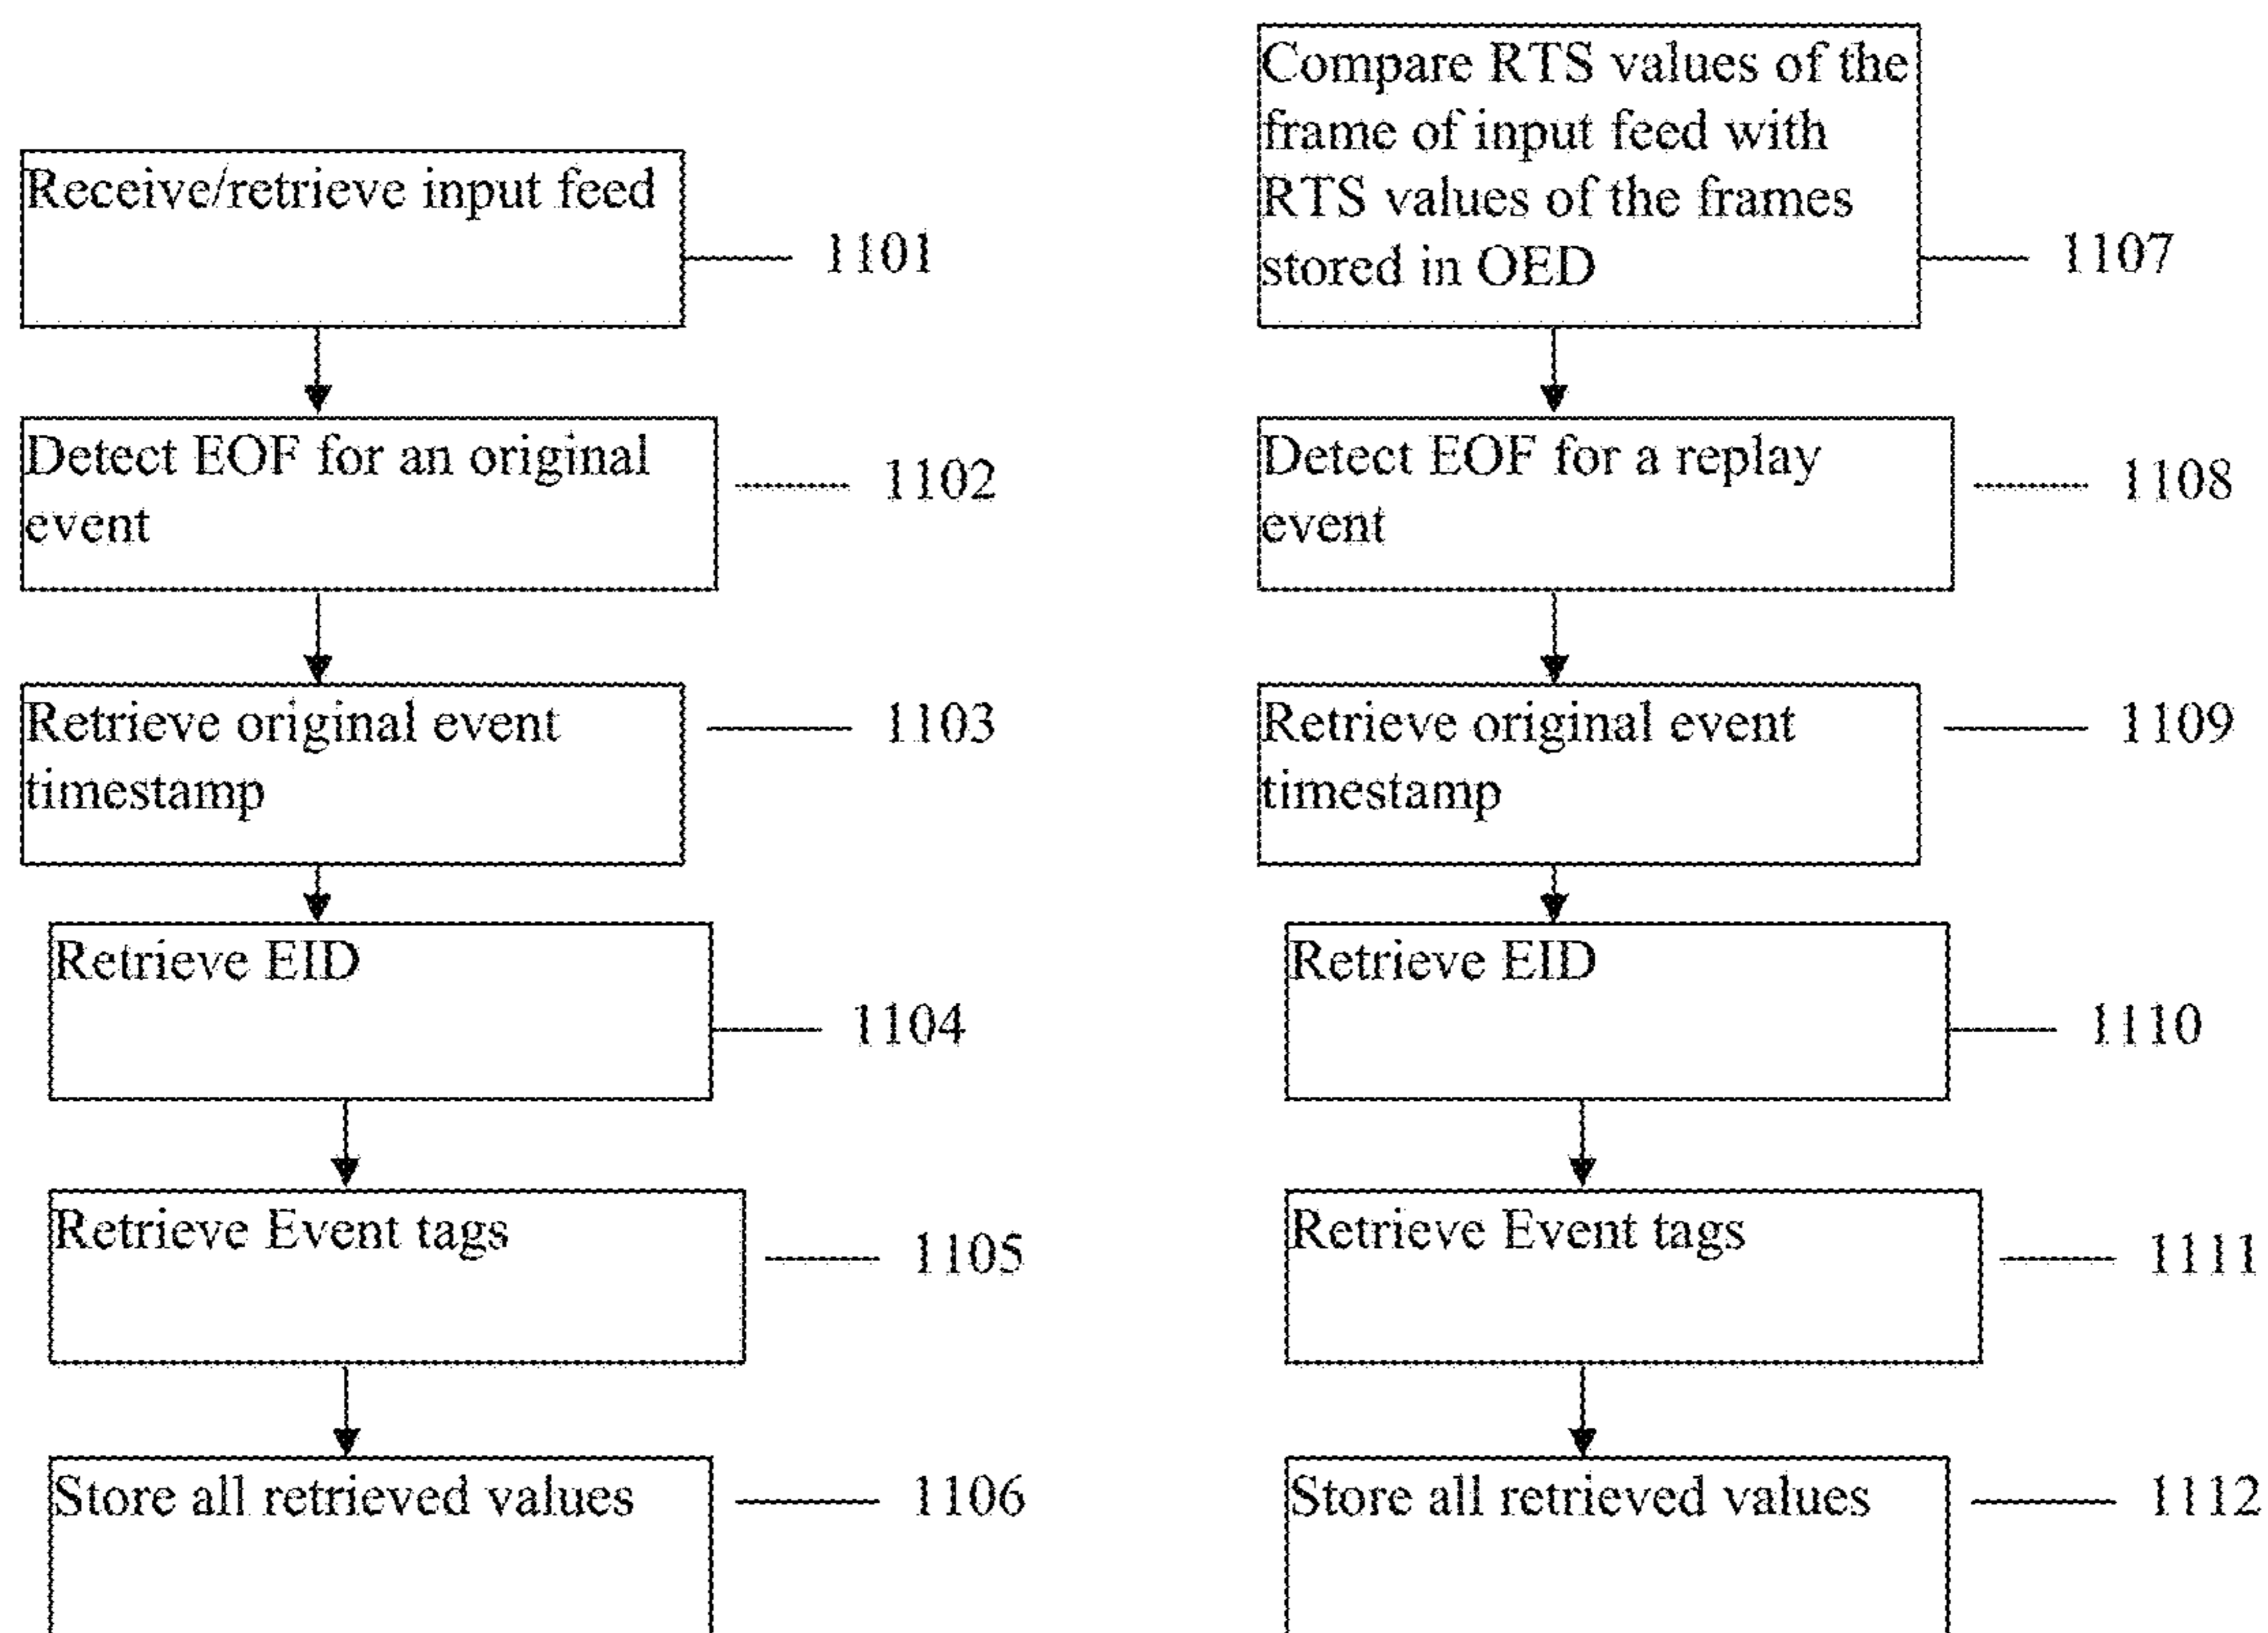 Receive/retrieve input feed
1101
Detect EOF for an original
event
1102
Retrieve original event
timestamp
1103
Retrieve EID
1104
Retrieve Event tags
1105
Store all retrieved values
1106
Compare RTS values of the
frame of input feed with
RTS values of the frames
stored in OED
1107
Detect EOF for a replay
event
1108
Retrieve original event
timestamp
1109
Retrieve EID
1110
Retrieve Event tags
1111
Store all retrieved values
1112